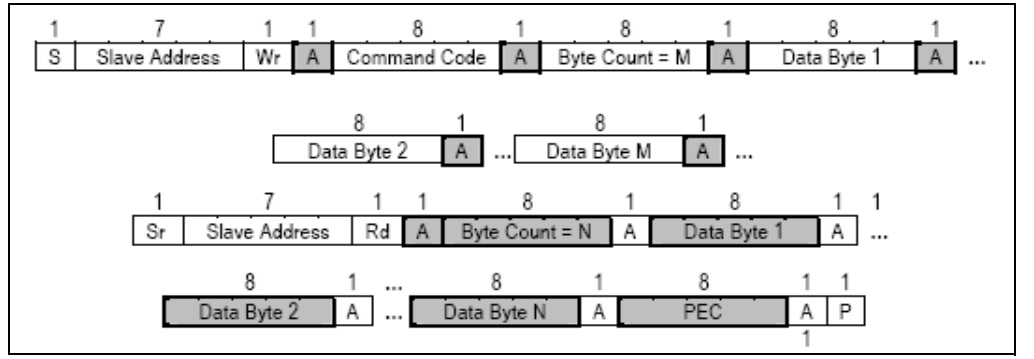 1 7 1 1 8 1 8 1 8 1
S Slave Address Wr A Command Code A Byte Count = M A Data Byte 1 A ...
8 1 8 1
Data Byte 2 A ... Data Byte M A ...
1 7 1 1 8 1 8 1 1
Sr Slave Address Rd A Byte Count = N A Data Byte 1 A ...
8 1 ... 8 1 8 1 1
Data Byte 2 A ... Data Byte N A PEC A P
1